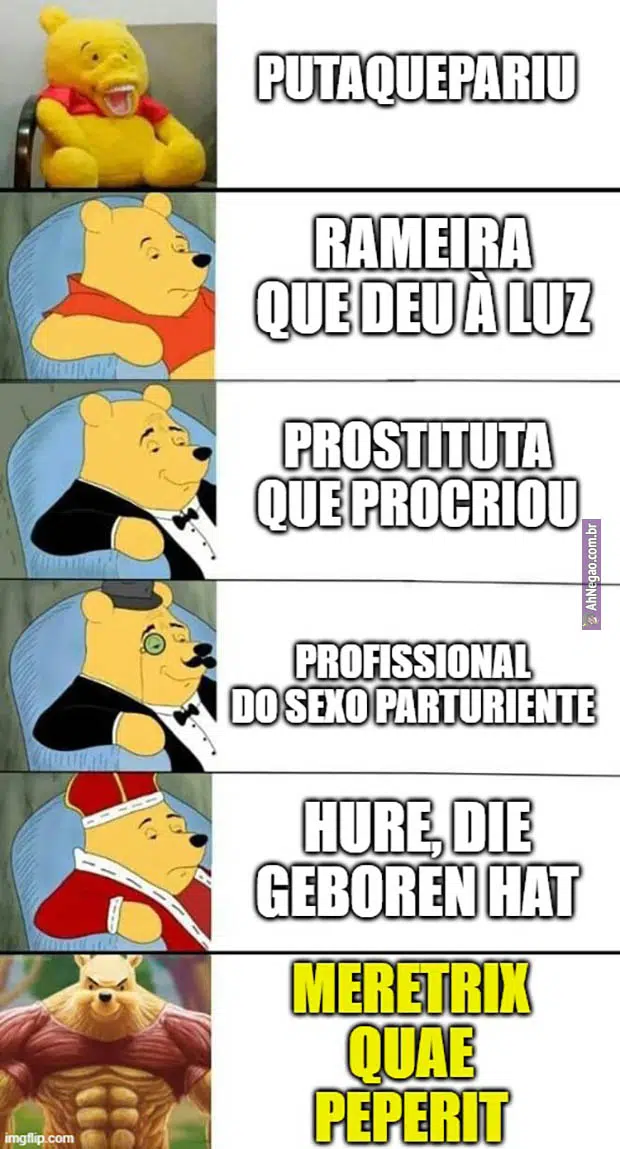 PUTAQUEPARIU
RAMEIRA
QUE DEU À LUZ
PROSTITUTA
QUE PROCRIOU
AhNegao.com.br
PROFISSIONAL
DO SEXO PARTURIENTE
HURE, DIE
GEBOREN HAT
MERETRIX
QUAE
PEPERIT
imgflip.com